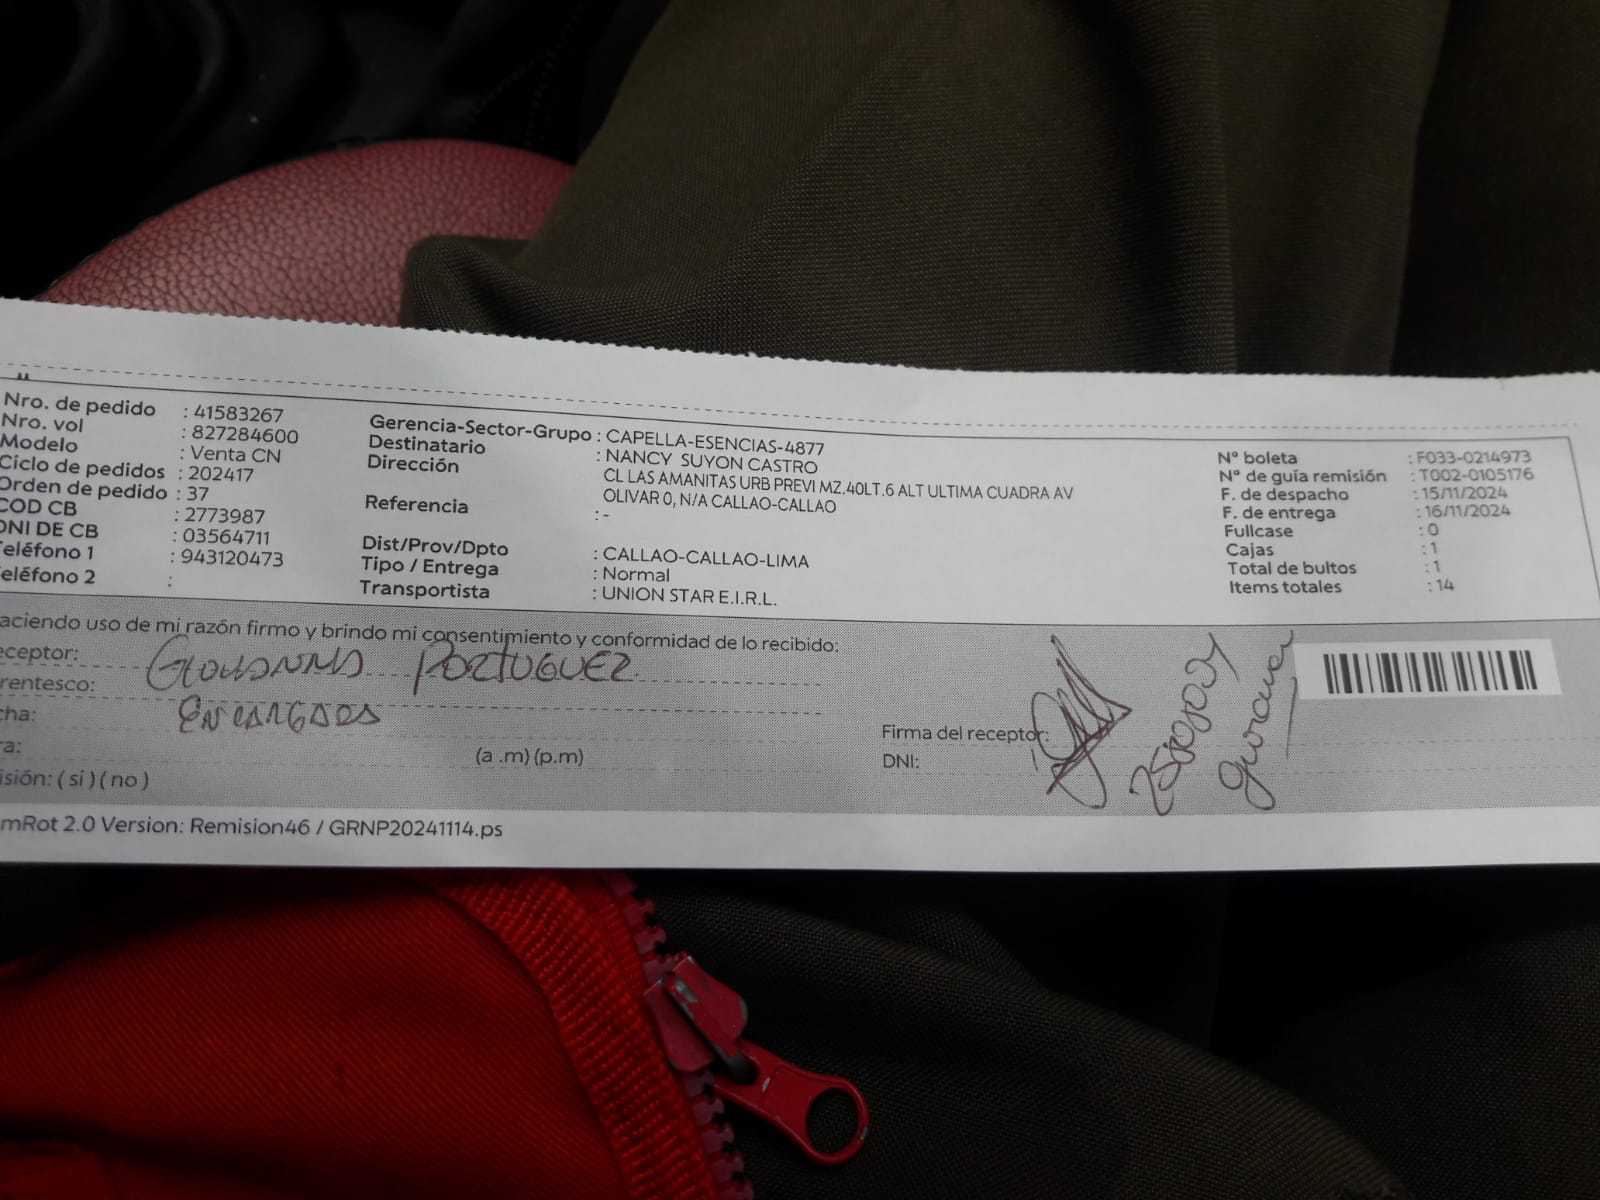 Nro. de pedido : 41583267
Nro. vol : 827284600
Modelo : Venta CN
Ciclo de pedidos : 202417
Orden de pedido : 37
COD CB : 2773987
DNI DE CB : 03564711
Teléfono 1 : 943120473
eléfono 2 :
Gerencia-Sector-Grupo : CAPELLA-ESENCIAS-4877
Destinatario : NANCY SUYON CASTRO
Dirección CL LAS AMANITAS URB PREVI MZ.40LT.6 ALT ULTIMA CUADRA AV
OLIVAR 0, N/A CALLAO-CALLAO
Referencia :-
Dist/Prov/Dpto : CALLAO-CALLAO-LIMA
Tipo / Entrega : Normal
Transportista : UNION STAR E.I.R.L.
N° boleta : F033-0214973
N° de guía remisión : T002-0105176
F. de despacho : 15/11/2024
F. de entrega : 16/11/2024
Fullcase : 0
Cajas : 1
Total de bultos : 1
Items totales : 14
aciendo uso de mi razón firmo y brindo mi consentimiento y conformidad de lo recibido:
eceptor: GIOVANNA PORTUGUEZ
rentesco: ENCARGADA
cha:
ra: (a .m) (p.m)
isión: ( si ) ( no )
Firma del receptor:
DNI:
mRot 2.0 Version: Remision46 / GRNP20241114.ps